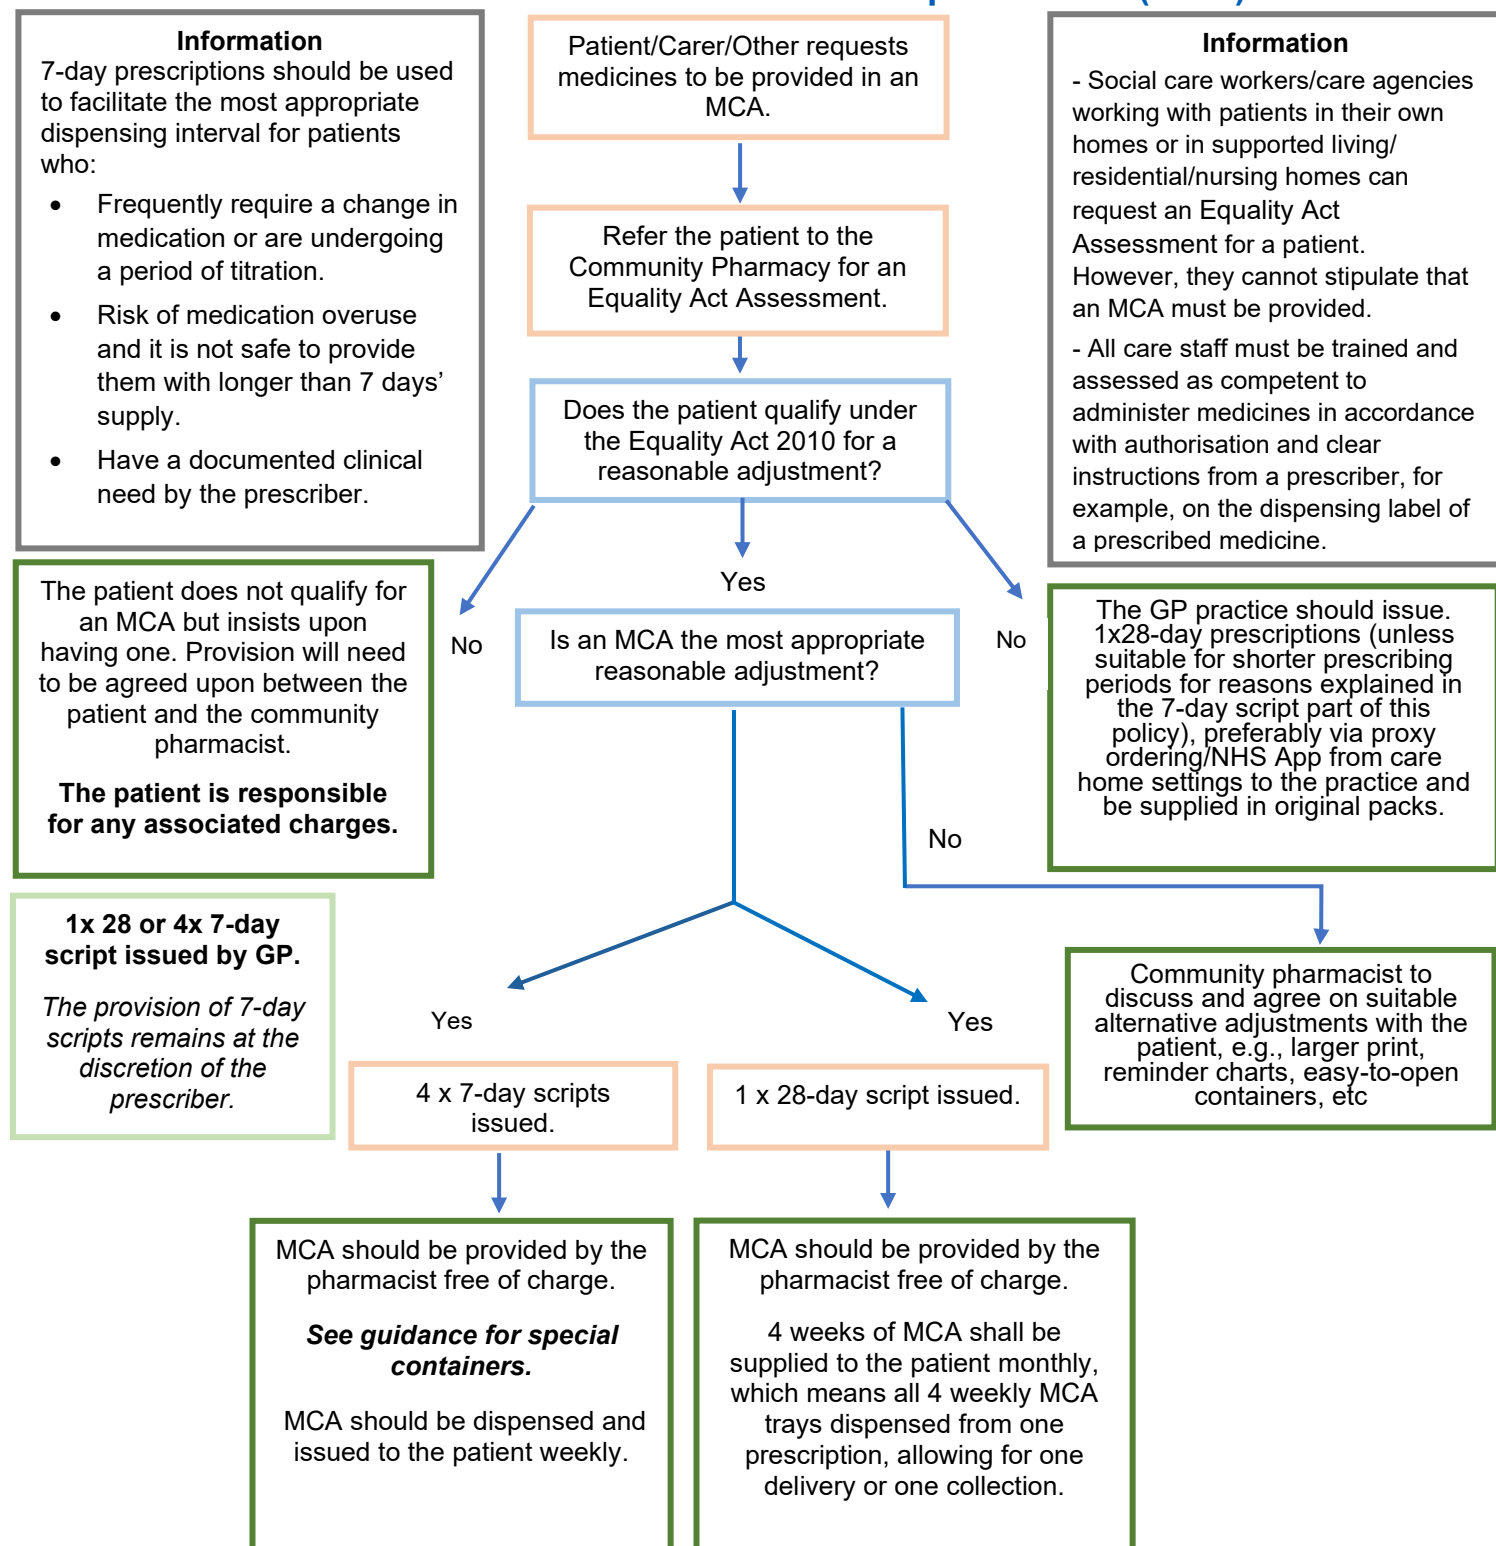 Information
7-day prescriptions should be used
to facilitate the most appropriate
dispensing interval for patients
who:
• Frequently require a change in
medication or are undergoing
a period of titration.
• Risk of medication overuse
and it is not safe to provide
them with longer than 7 days’
supply.
• Have a documented clinical
need by the prescriber.
Patient/Carer/Other requests
medicines to be provided in an
MCA.
Refer the patient to the
Community Pharmacy for an
Equality Act Assessment.
Does the patient qualify under
the Equality Act 2010 for a
reasonable adjustment?
Information
- Social care workers/care agencies
working with patients in their own
homes or in supported living/
residential/nursing homes can
request an Equality Act
Assessment for a patient.
However, they cannot stipulate that
an MCA must be provided.
- All care staff must be trained and
assessed as competent to
administer medicines in accordance
with authorisation and clear
instructions from a prescriber, for
example, on the dispensing label of
a prescribed medicine.
The patient does not qualify for
an MCA but insists upon
having one. Provision will need
to be agreed upon between the
patient and the community
pharmacist.
The patient is responsible
for any associated charges.
No
Yes
No
Is an MCA the most appropriate
reasonable adjustment?
The GP practice should issue.
1x28-day prescriptions (unless
suitable for shorter prescribing
periods for reasons explained in
the 7-day script part of this
policy), preferably via proxy
ordering/NHS App from care
home settings to the practice and
be supplied in original packs.
No
1x 28 or 4x 7-day
script issued by GP.
The provision of 7-day
scripts remains at the
discretion of the
prescriber.
Yes
Yes
Community pharmacist to
discuss and agree on suitable
alternative adjustments with the
patient, e.g., larger print,
reminder charts, easy-to-open
containers, etc
4 x 7-day scripts
issued.
1 x 28-day script issued.
MCA should be provided by the
pharmacist free of charge.
See guidance for special
containers.
MCA should be dispensed and
issued to the patient weekly.
MCA should be provided by the
pharmacist free of charge.
4 weeks of MCA shall be
supplied to the patient monthly,
which means all 4 weekly MCA
trays dispensed from one
prescription, allowing for one
delivery or one collection.